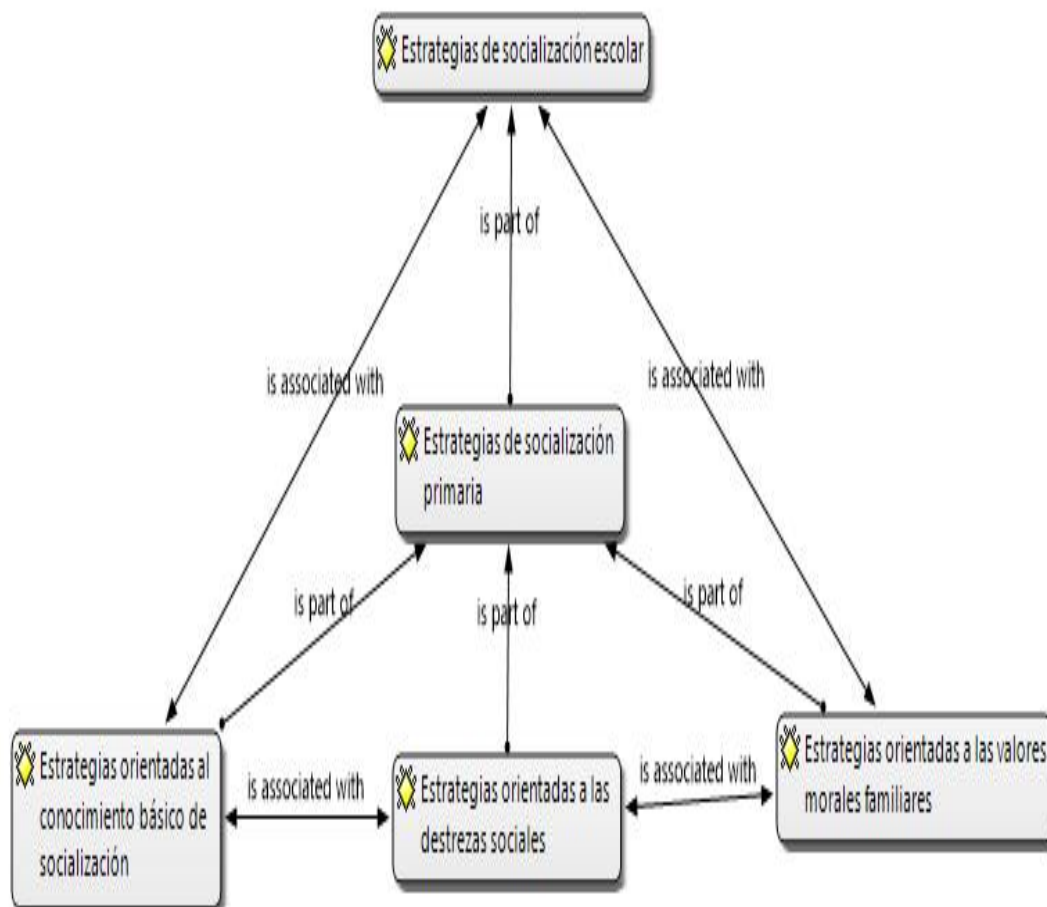 Estrategias de socialización escolar
is part of
is associated with
is associated with
Estrategias de socialización
primaria
is part of
is part of
is part of
Estrategias orientadas al
conocimiento básico de
socialización
is associated with
Estrategias orientadas a las
destrezas sociales
is associated with
Estrategias orientadas a las valores
morales familiares